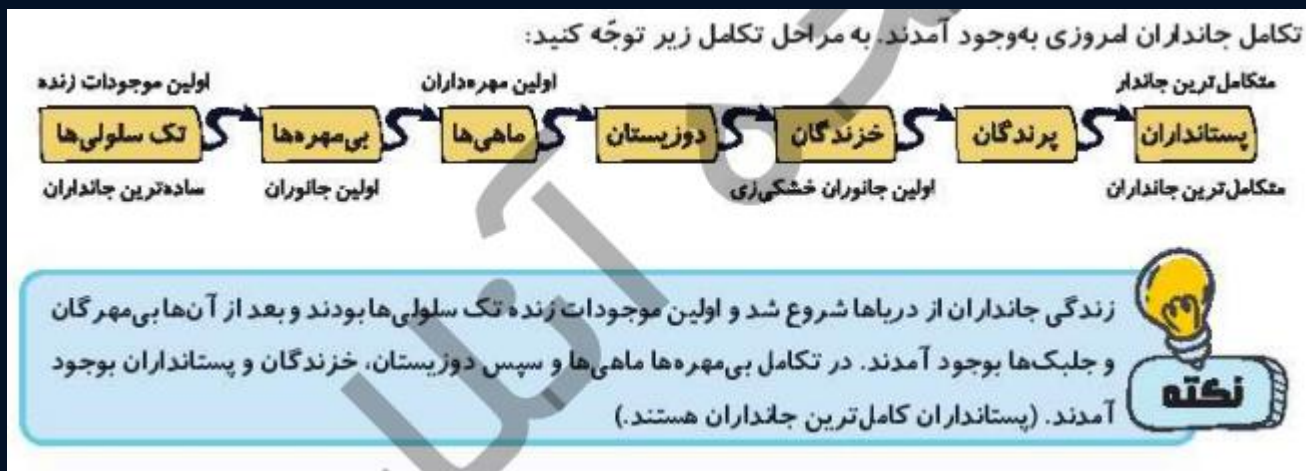 تکامل جانداران امروزی به‌وجود آمدند. به مراحل تکامل زیر توجّه کنید:
متکامل‌ترین جاندار
اولین مهره‌داران
اولین موجودات زنده
پستانداران
پرندگان
خزندگان
دوزیستان
ماهی‌ها
بی‌مهره‌ها
تک سلولی‌ها
متکامل‌ترین جانداران
اولین جانوران خشکی‌زی
اولین جانوران
ساده‌ترین جانداران
زندگی جانداران از دریاها شروع شد و اولین موجودات زنده تک سلولی‌ها بودند و بعد از آن‌ها بی‌مهرگان
و جلبک‌ها بوجود آمدند. در تکامل بی‌مهره‌ها ماهی‌ها و سپس دوزیستان، خزندگان و پستانداران بوجود
آمدند. (پستانداران کامل‌ترین جانداران هستند.)
نکته